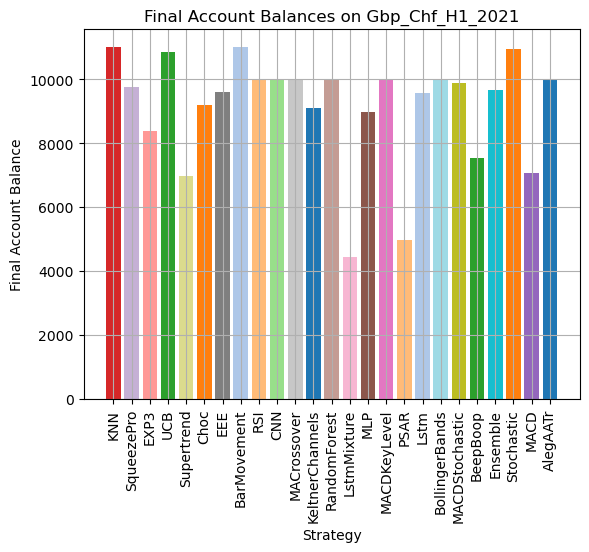 Final Account Balances on Gbp_Chf_H1_2021
Final Account Balance
10000
8000
6000
4000
2000
0
KNN
SqueezePro
EXP3
UCB
Supertrend
Choc
EEE
BarMovement
RSI
CNN
MACrossover
KeltnerChannels
RandomForest
LstmMixture
MLP
MACDKeyLevel
PSAR
Lstm
BollingerBands
MACDStochastic
BeepBoop
Ensemble
Stochastic
MACD
AlegAATr
Strategy